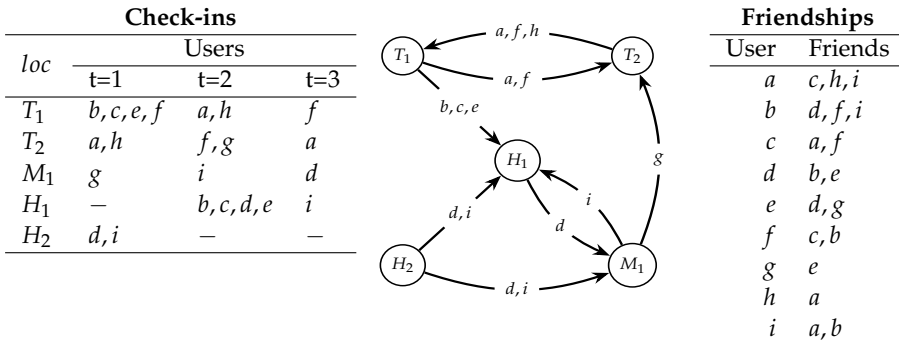 Check-ins
loc Users
t=1 t=2 t=3
T1 b, c, e, f a, h f
T2 a, h f, g a
M1 g i d
H1 − b, c, d, e i
H2 d, i − −
a, f, h
T1 T2
a, f
b, c, e
H1
g
i
d, i
d
H2 M1
d, i
Friendships
User Friends
a c, h, i
b d, f, i
c a, f
d b, e
e d, g
f c, b
g e
h a
i a, b